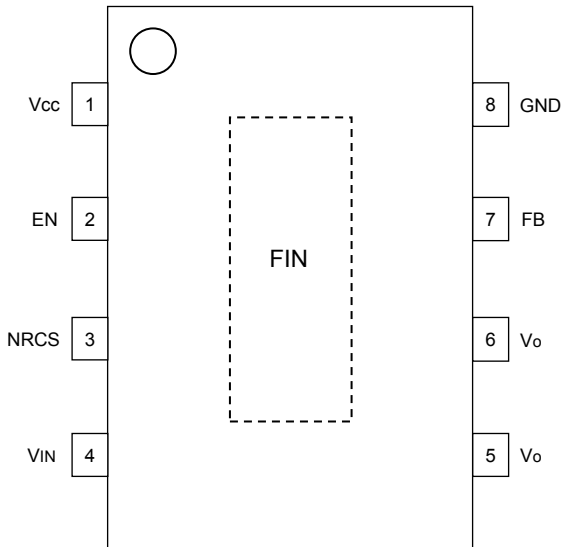 Vcc 1 8 GND
EN 2 7 FB
FIN
NRCS 3 6 Vo
VIN 4 5 Vo